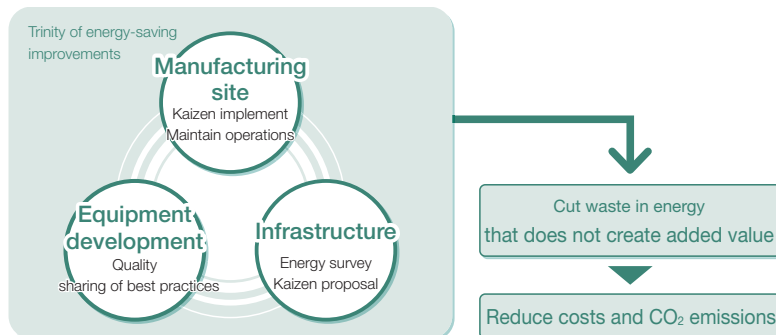 Trinity of energy-saving
improvements
Manufacturing
site
Kaizen implement
Maintain operations
Equipment
development
Quality
sharing of best practices
Infrastructure
Energy survey
Kaizen proposal
Cut waste in energy
that does not create added value
Reduce costs and CO₂ emissions